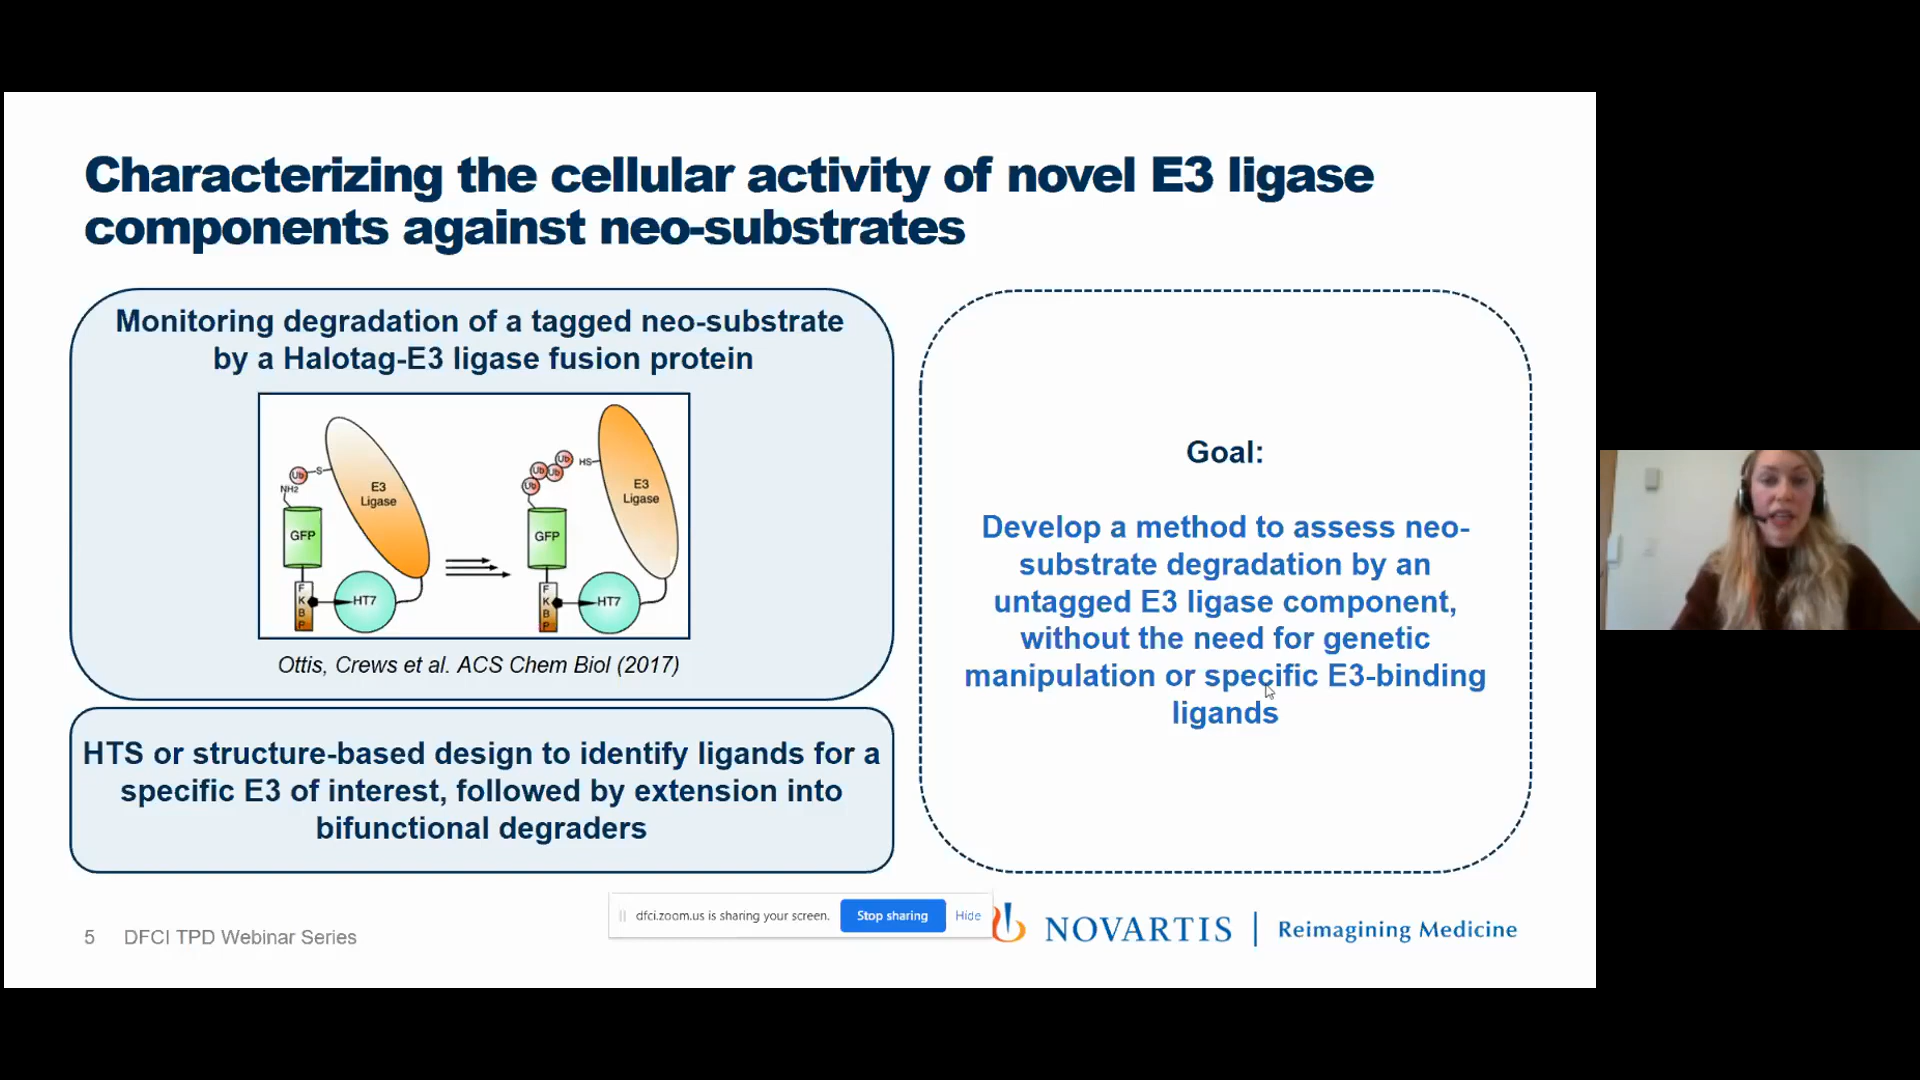 Characterizing the cellular activity of novel E3 ligase
components against neo-substrates
Monitoring degradation of a tagged neo-substrate
by a Halotag-E3 ligase fusion protein
Ub
S
NH2
E3
Ligase
GFP
F
K
B
P
HT7
Ub
Ub
Ub
Ub
HS
E3
Ligase
GFP
F
K
B
P
HT7
Ottis, Crews et al. ACS Chem Biol (2017)
HTS or structure-based design to identify ligands for a
specific E3 of interest, followed by extension into
bifunctional degraders
Goal:
Develop a method to assess neo-
substrate degradation by an
untagged E3 ligase component,
without the need for genetic
manipulation or specific E3-binding
ligands
5 DFCI TPD Webinar Series
dfci.zoom.us is sharing your screen. Stop sharing Hide
NOVARTIS | Reimagining Medicine